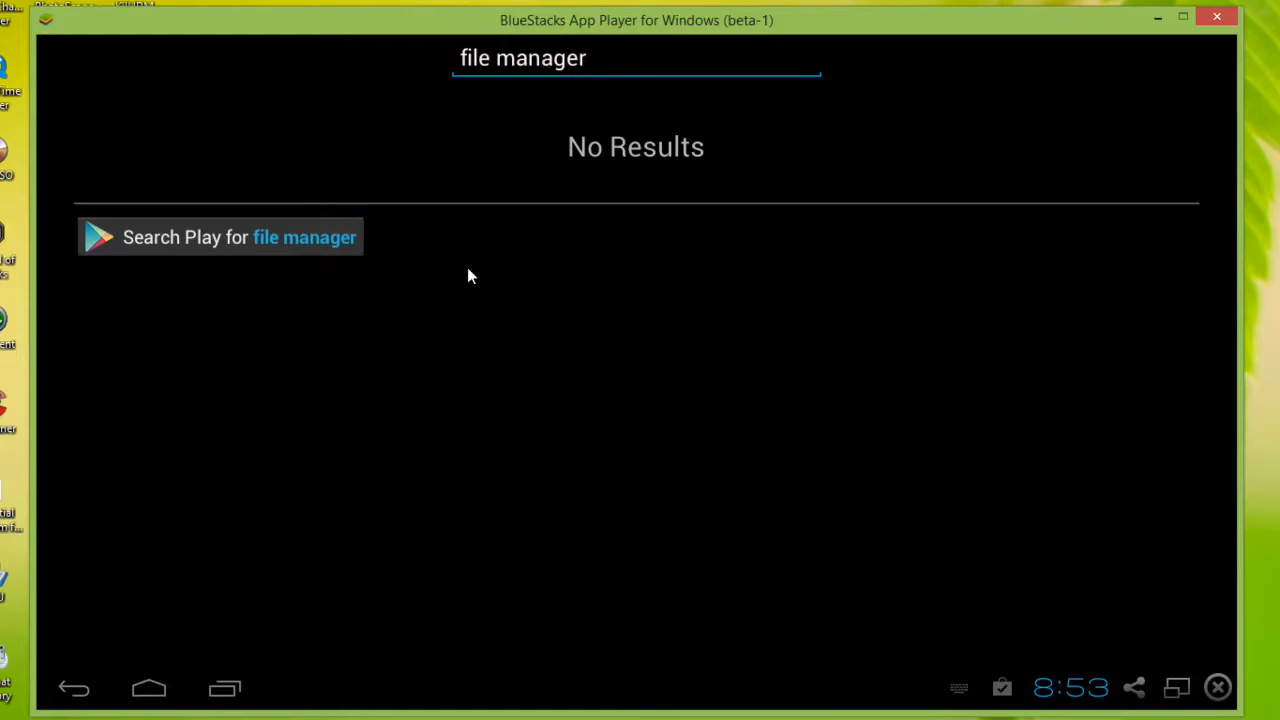 BlueStacks App Player for Windows (beta-1)
file manager
No Results
Search Play for file manager
8:53